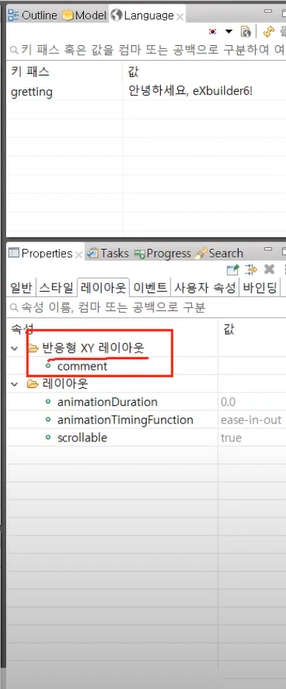 Outline Model Language
키 패스 혹은 값을 컴마 또는 공백으로 구분하여 여
키 패스 값
gretting 안녕하세요, eXbuilder6!
Properties Tasks Progress Search
일반 스타일 레이아웃 이벤트 사용자 속성 바인딩
속성 이름, 컴마 또는 공백으로 구분
속성 값
반응형 XY 레이아웃
comment
레이아웃
animationDuration 0.0
animationTimingFunction ease-in-out
scrollable true